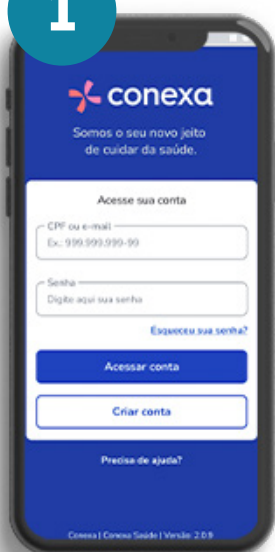 1
conexa
Somos o seu novo jeito
de cuidar da saúde.
Acesse sua conta
CPF ou e-mail
Ex.: 999.999.999-99
Senha
Digite aqui sua senha
Esqueceu sua senha?
Acessar conta
Criar conta
Precisa de ajuda?
Conexa | Conexa Saúde | Versão: 2.0.9